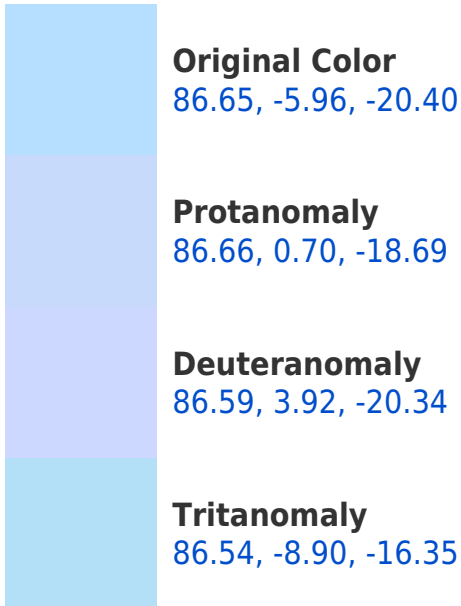 Original Color
86.65, -5.96, -20.40
Protanomaly
86.66, 0.70, -18.69
Deuteranomaly
86.59, 3.92, -20.34
Tritanomaly
86.54, -8.90, -16.35